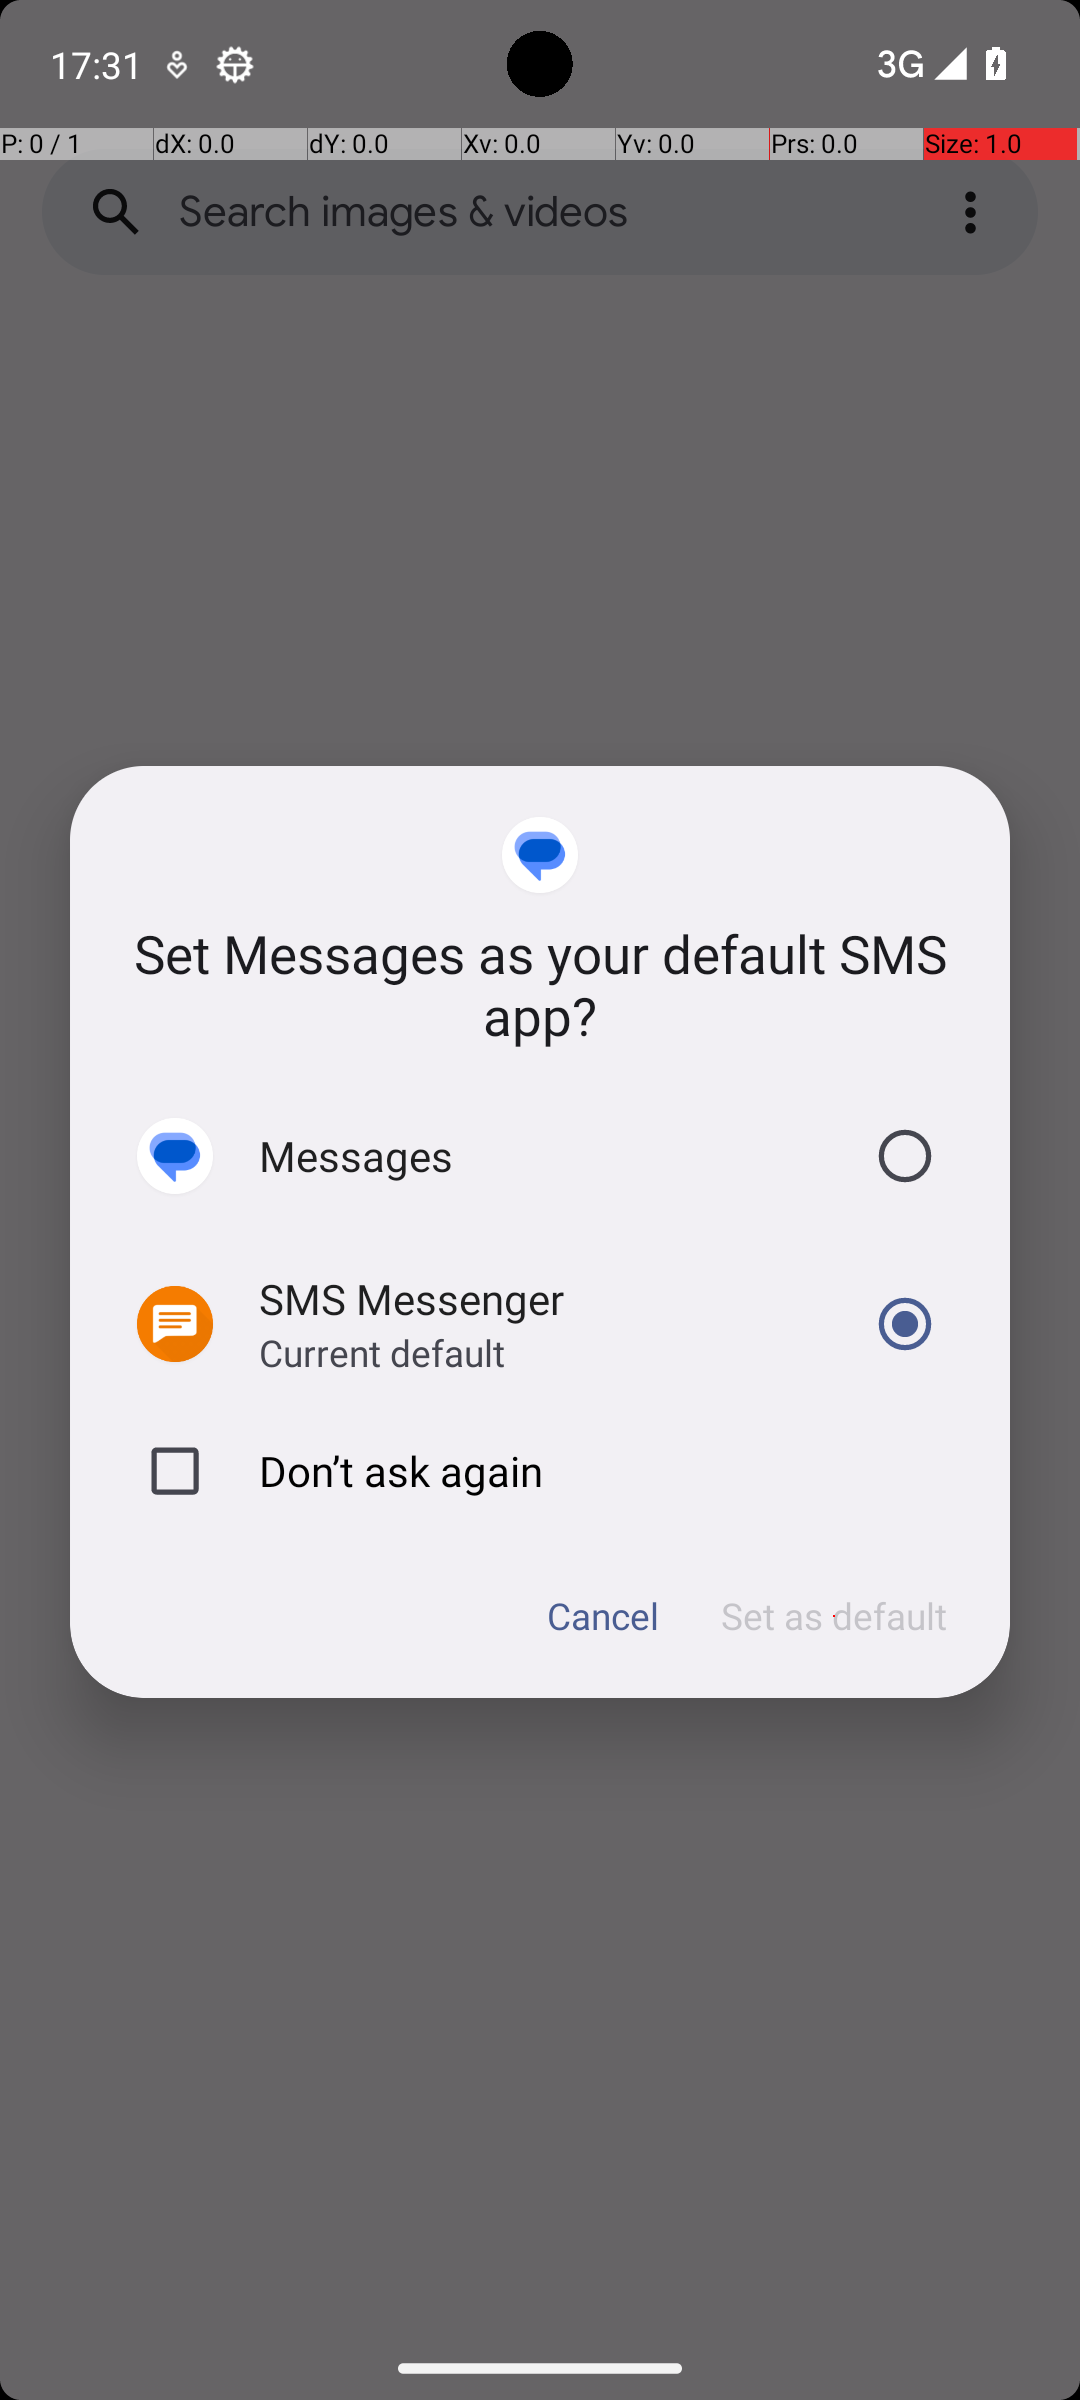 17:31
3G
P: 0 / 1 dX: 0.0 dY: 0.0 Xv: 0.0 Yv: 0.0 Prs: 0.0 Size: 1.0
Search images & videos
Set Messages as your default SMS
app?
Messages
SMS Messenger
Current default
Don’t ask again
Cancel Set as default